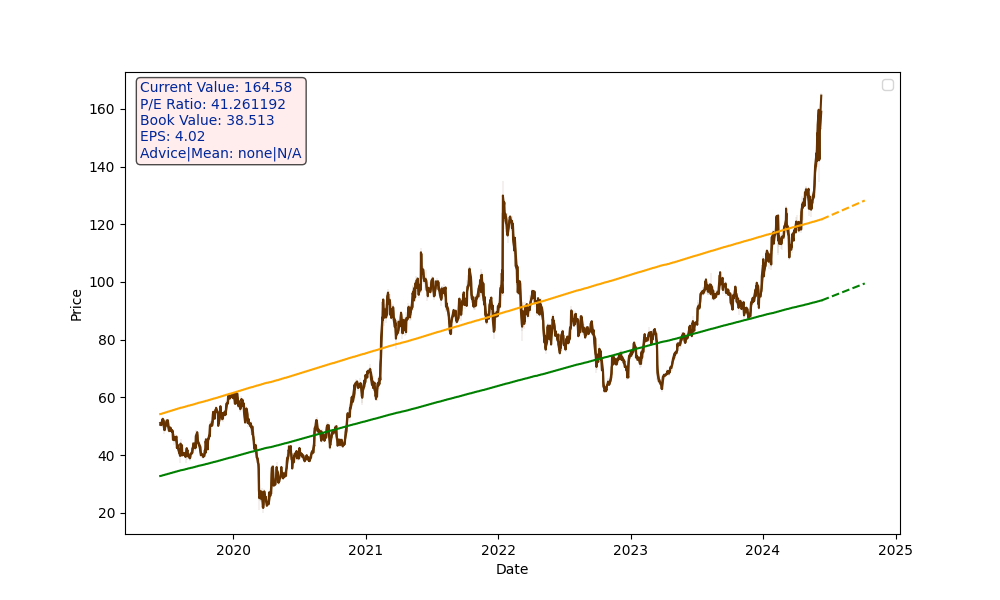 Current Value: 164.58
P/E Ratio: 41.261192
Book Value: 38.513
EPS: 4.02
Advice|Mean: none|N/A
Price
160
140
120
100
80
60
40
20
2020
2021
2022
2023
2024
2025
Date